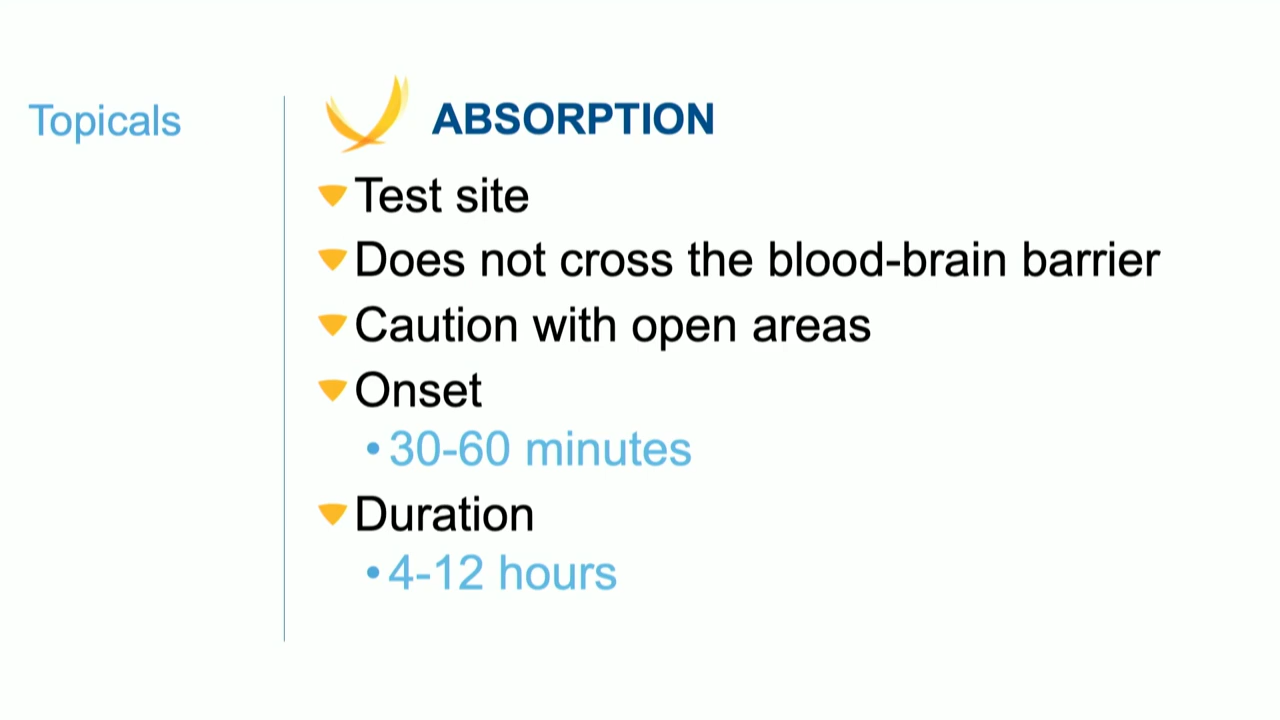 Topicals
ABSORPTION
Test site
Does not cross the blood-brain barrier
Caution with open areas
Onset
•30-60 minutes
Duration
•4-12 hours